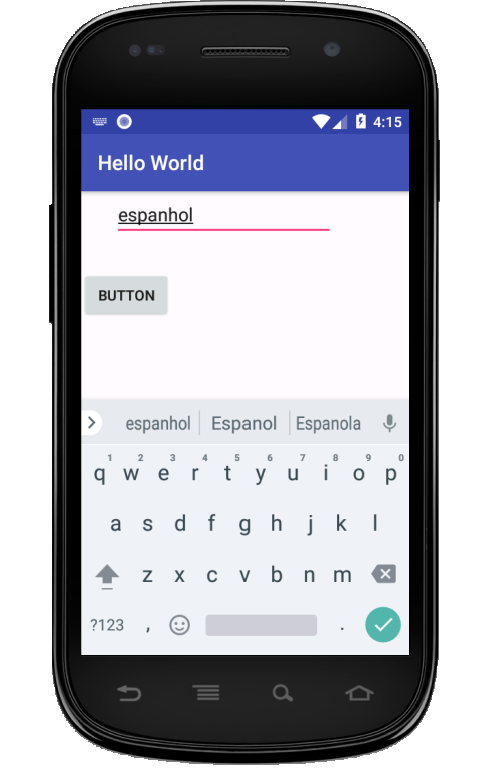 4:15
Hello World
espanhol
BUTTON
espanhol Espanol Espanola
1 2 3 4 5 6 7 8 9 0
q w e r t y u i o p
a s d f g h j k l
z x c v b n m
?123 , .